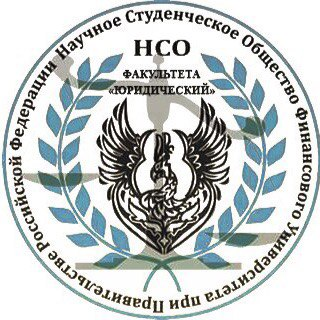 Научное Студенческое Общество Финансового Университета при Правительстве Российской Федерации
НСО
ФАКУЛЬТЕТА
«ЮРИДИЧЕСКИЙ»